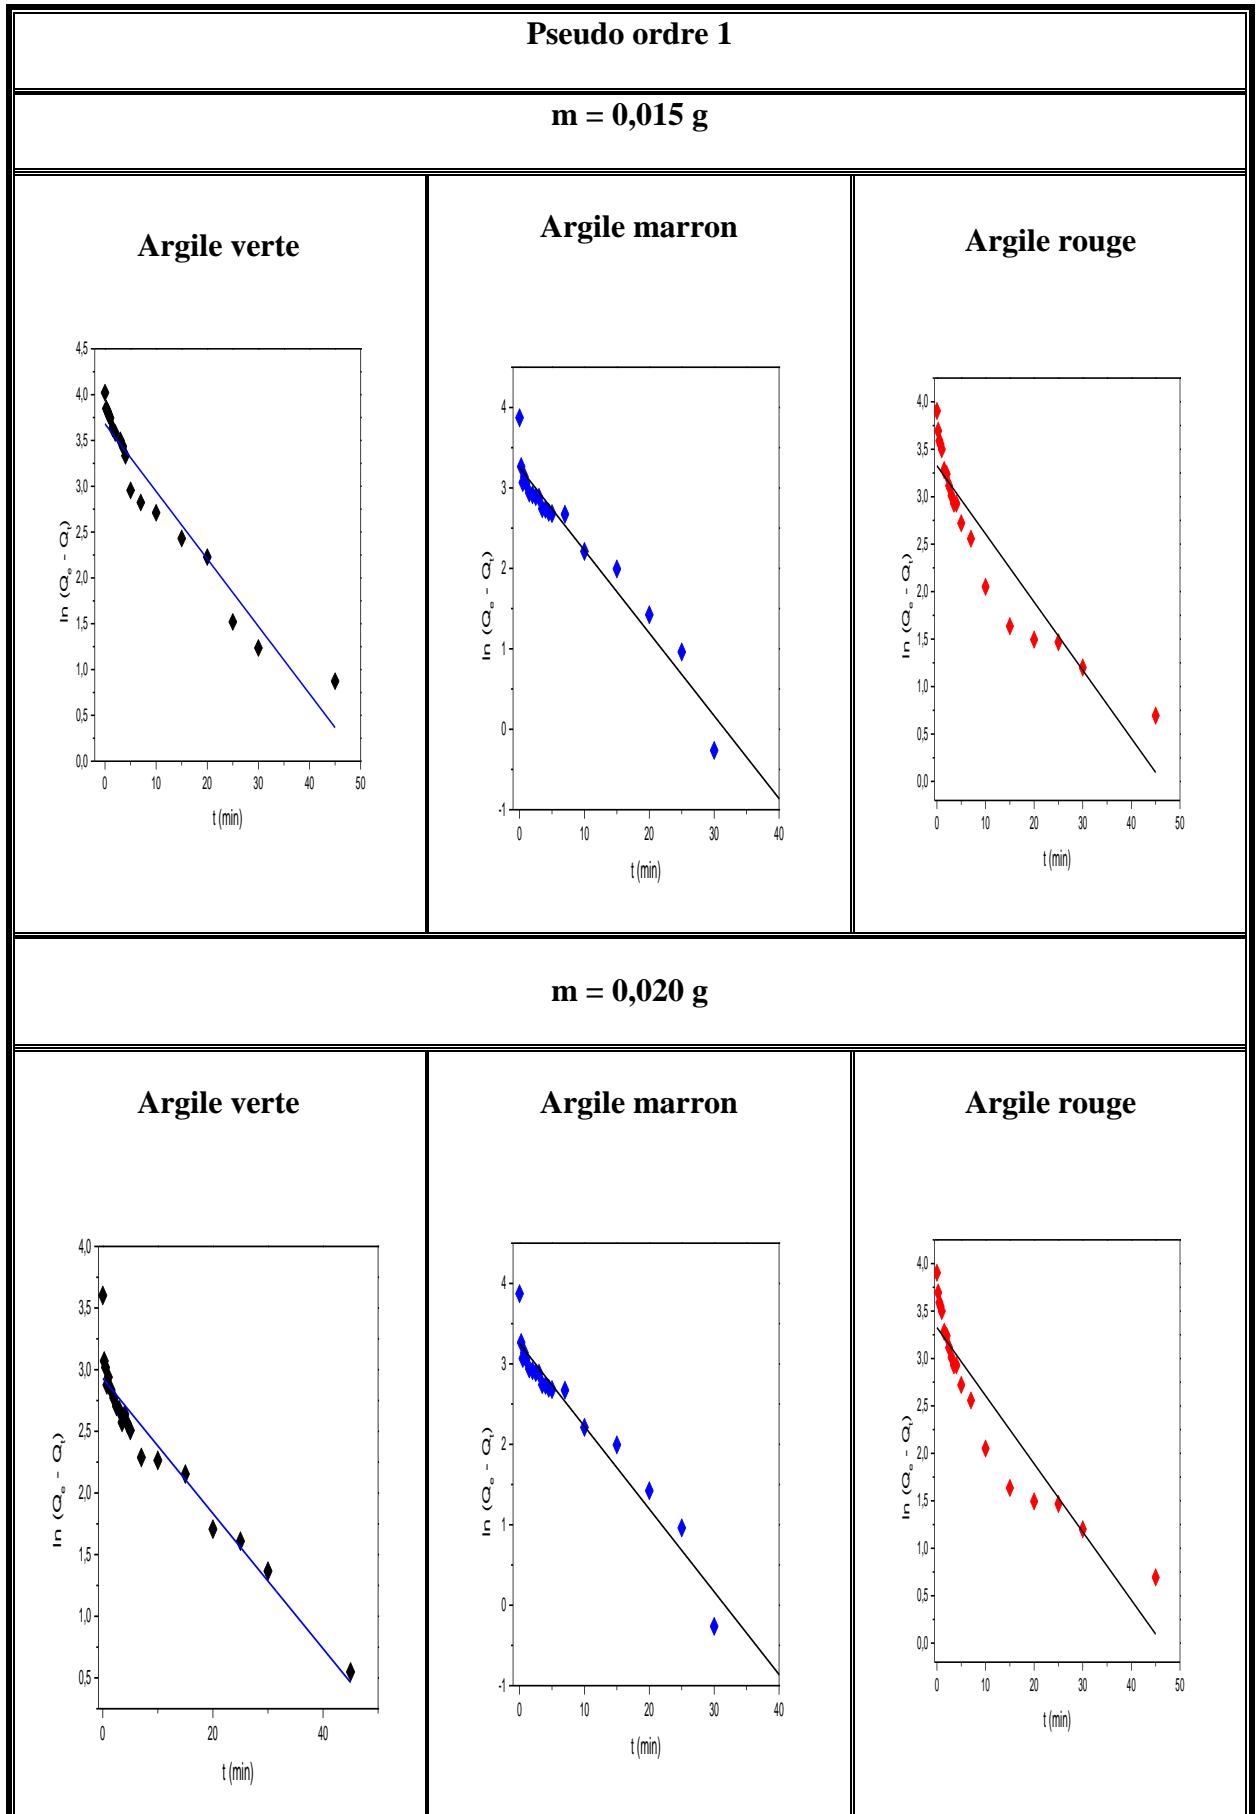 Pseudo ordre 1
m = 0,015 g
Argile verte
Argile marron
Argile rouge
4,5
4,0
3,5
3,0
2,5
2,0
1,5
1,0
0,5
0,0
ln (Qe - Qt)
0 10 20 30 40 50
t (min)
4
3
2
1
0
-1
ln (Qe - Qt)
0 10 20 30 40
t (min)
4,0
3,5
3,0
2,5
2,0
1,5
1,0
0,5
0,0
ln (Qe - Qt)
0 10 20 30 40 50
t (min)
m = 0,020 g
Argile verte
Argile marron
Argile rouge
4,0
3,5
3,0
2,5
2,0
1,5
1,0
0,5
ln (Qe - Qt)
0 20 40
t (min)
4
3
2
1
0
-1
ln (Qe - Qt)
0 10 20 30 40
t (min)
4,0
3,5
3,0
2,5
2,0
1,5
1,0
0,5
0,0
ln (Qe - Qt)
0 10 20 30 40 50
t (min)